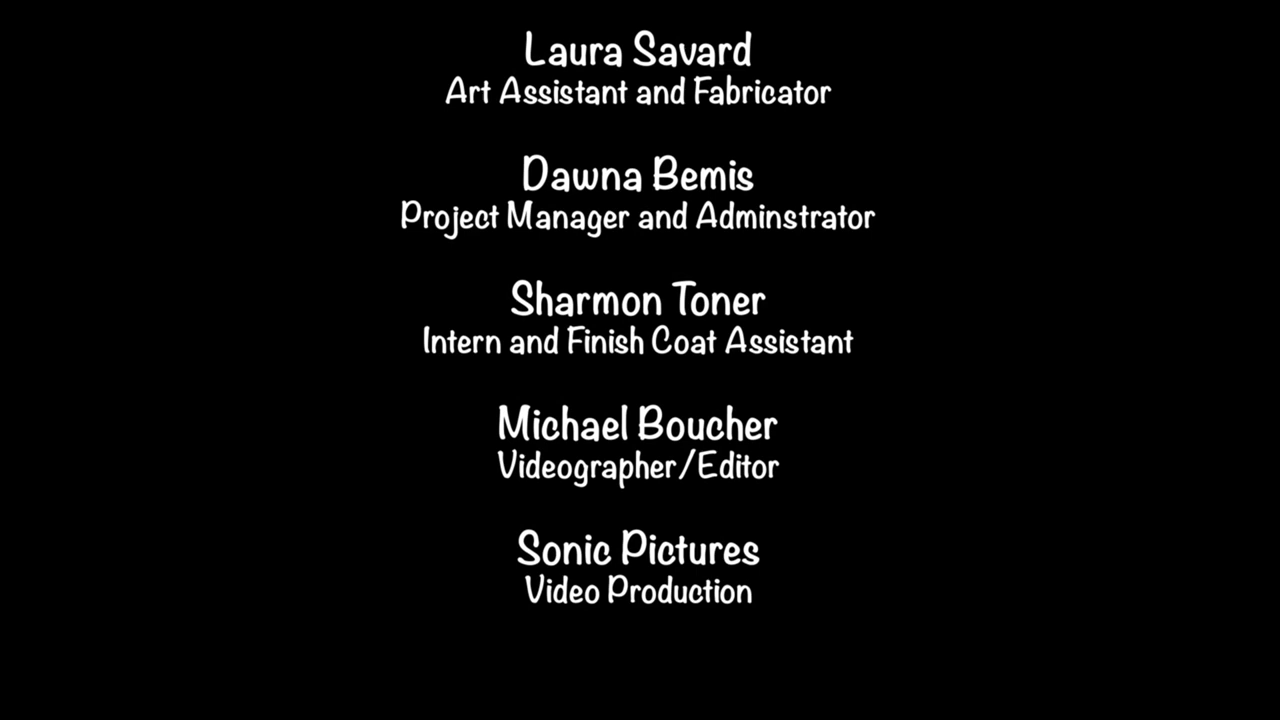 Laura Savard
Art Assistant and Fabricator
Dawna Bemis
Project Manager and Adminstrator
Sharmon Toner
Intern and Finish Coat Assistant
Michael Boucher
Videographer/Editor
Sonic Pictures
Video Production